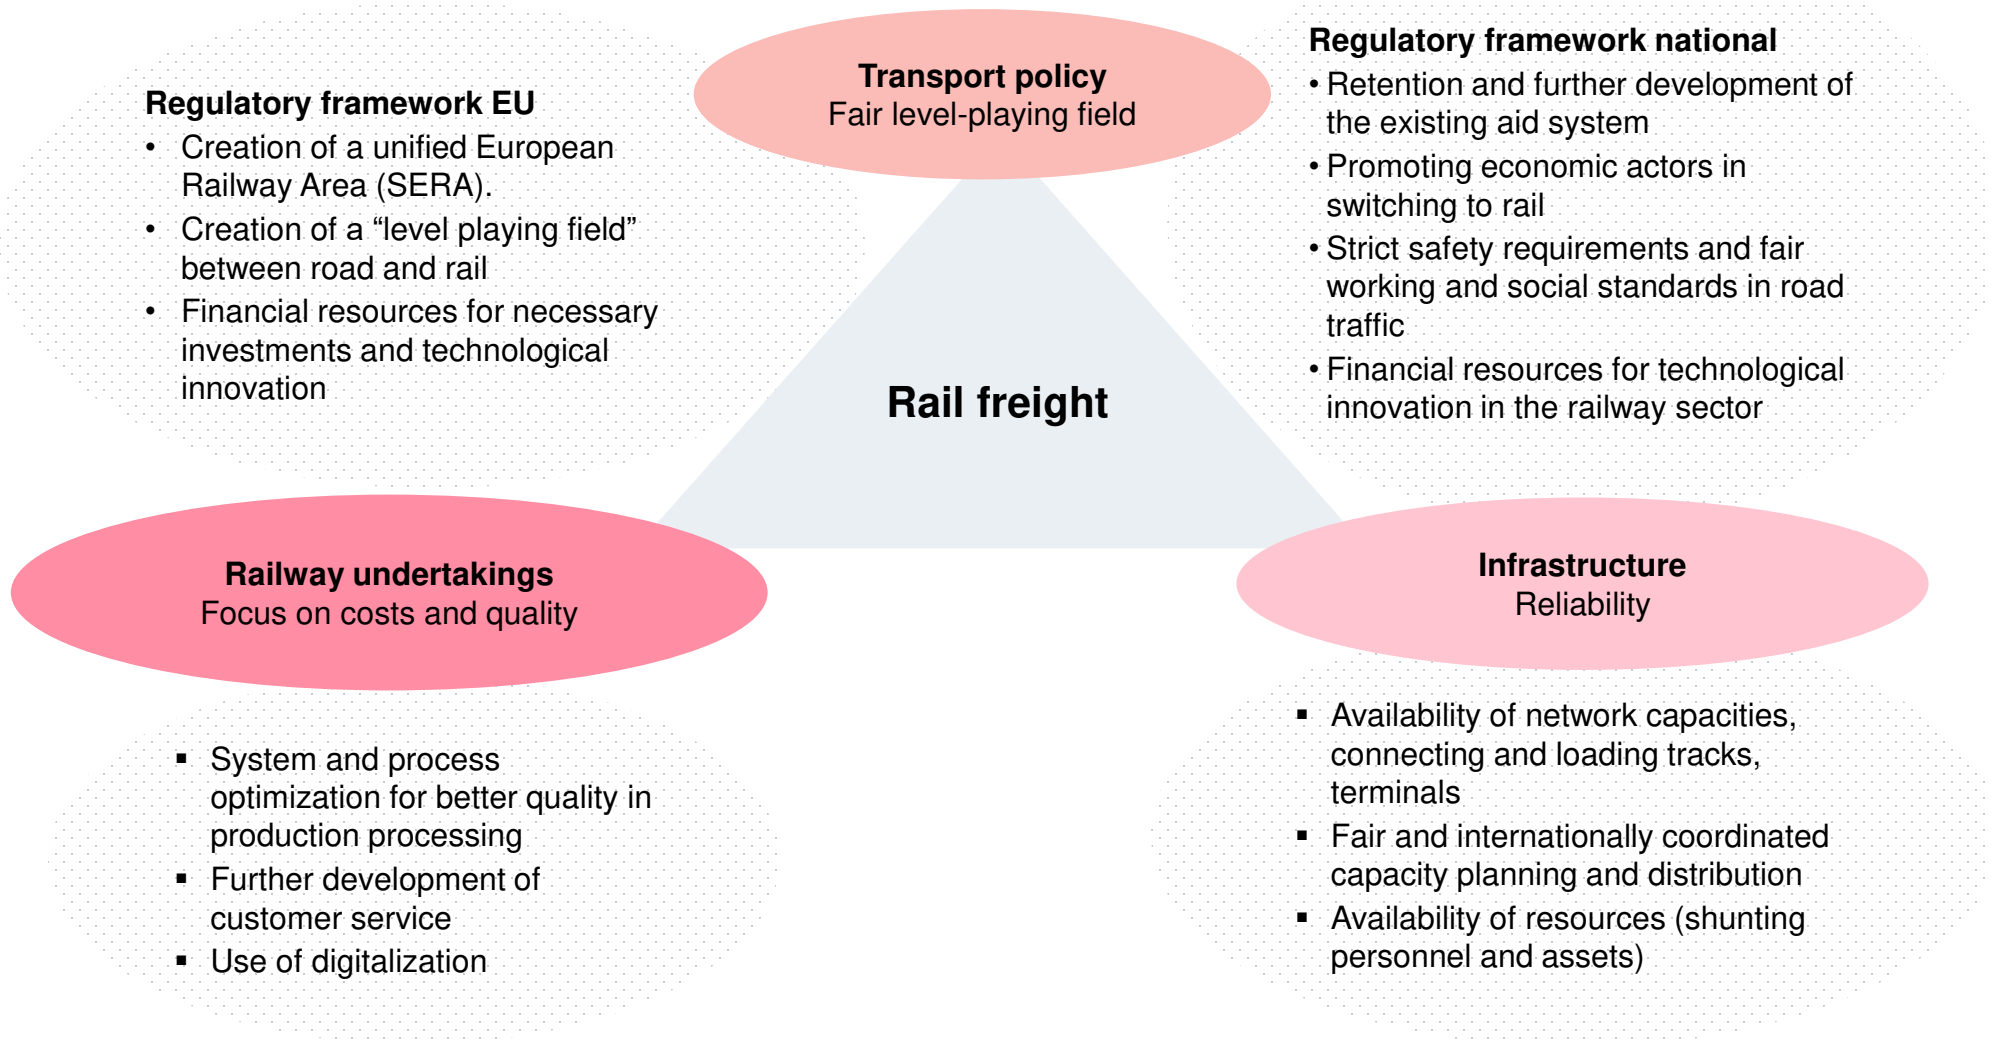 Transport policy
Fair level-playing field
Regulatory framework EU
• Creation of a unified European
Railway Area (SERA).
• Creation of a “level playing field”
between road and rail
• Financial resources for necessary
investments and technological
innovation
Regulatory framework national
• Retention and further development of
the existing aid system
• Promoting economic actors in
switching to rail
• Strict safety requirements and fair
working and social standards in road
traffic
• Financial resources for technological
innovation in the railway sector
Rail freight
Railway undertakings
Focus on costs and quality
▪ System and process
optimization for better quality in
production processing
▪ Further development of
customer service
▪ Use of digitalization
Infrastructure
Reliability
▪ Availability of network capacities,
connecting and loading tracks,
terminals
▪ Fair and internationally coordinated
capacity planning and distribution
▪ Availability of resources (shunting
personnel and assets)